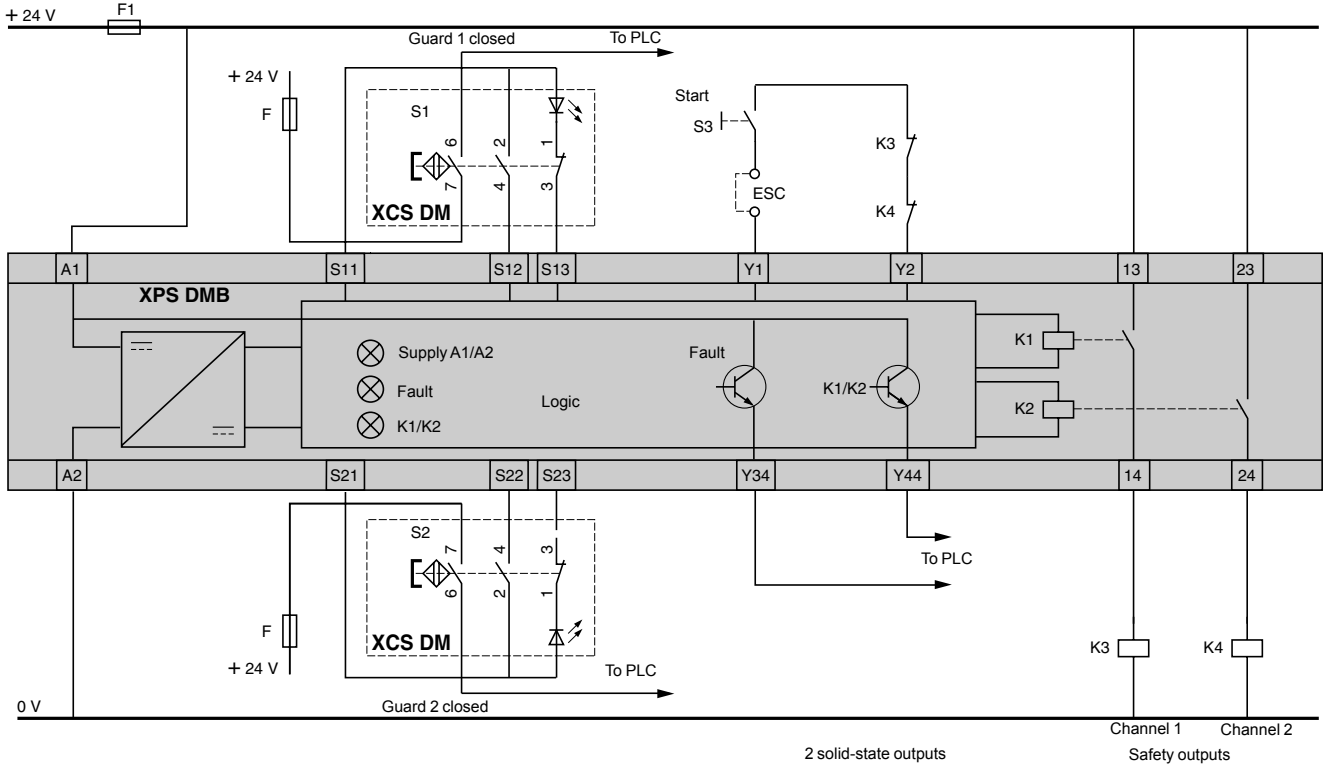 + 24 V
F1
Guard 1 closed
To PLC
+ 24 V
F
S1
6
2
1
7
4
3
XCS DM
Start
S3
ESC
K3
K4
A1
S11
S12
S13
Y1
Y2
13
23
XPS DMB
Supply A1/A2
Fault
K1/K2
Logic
Fault
K1/K2
K1
K2
A2
S21
S22
S23
Y34
Y44
14
24
S2
7
4
3
6
2
1
XCS DM
F
+ 24 V
To PLC
To PLC
K3
K4
0 V
Guard 2 closed
Channel 1
Channel 2
2 solid-state outputs
Safety outputs